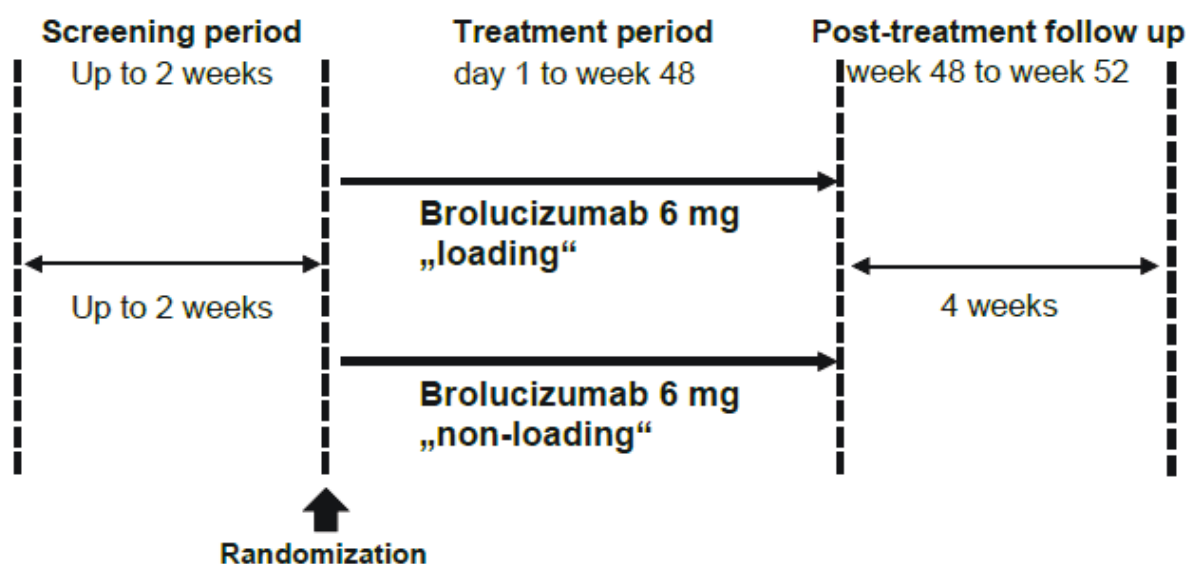 Screening period
Up to 2 weeks
Treatment period
day 1 to week 48
Post-treatment follow up
week 48 to week 52
Brolucizumab 6 mg
„loading“
Up to 2 weeks
4 weeks
Brolucizumab 6 mg
„non-loading“
Randomization